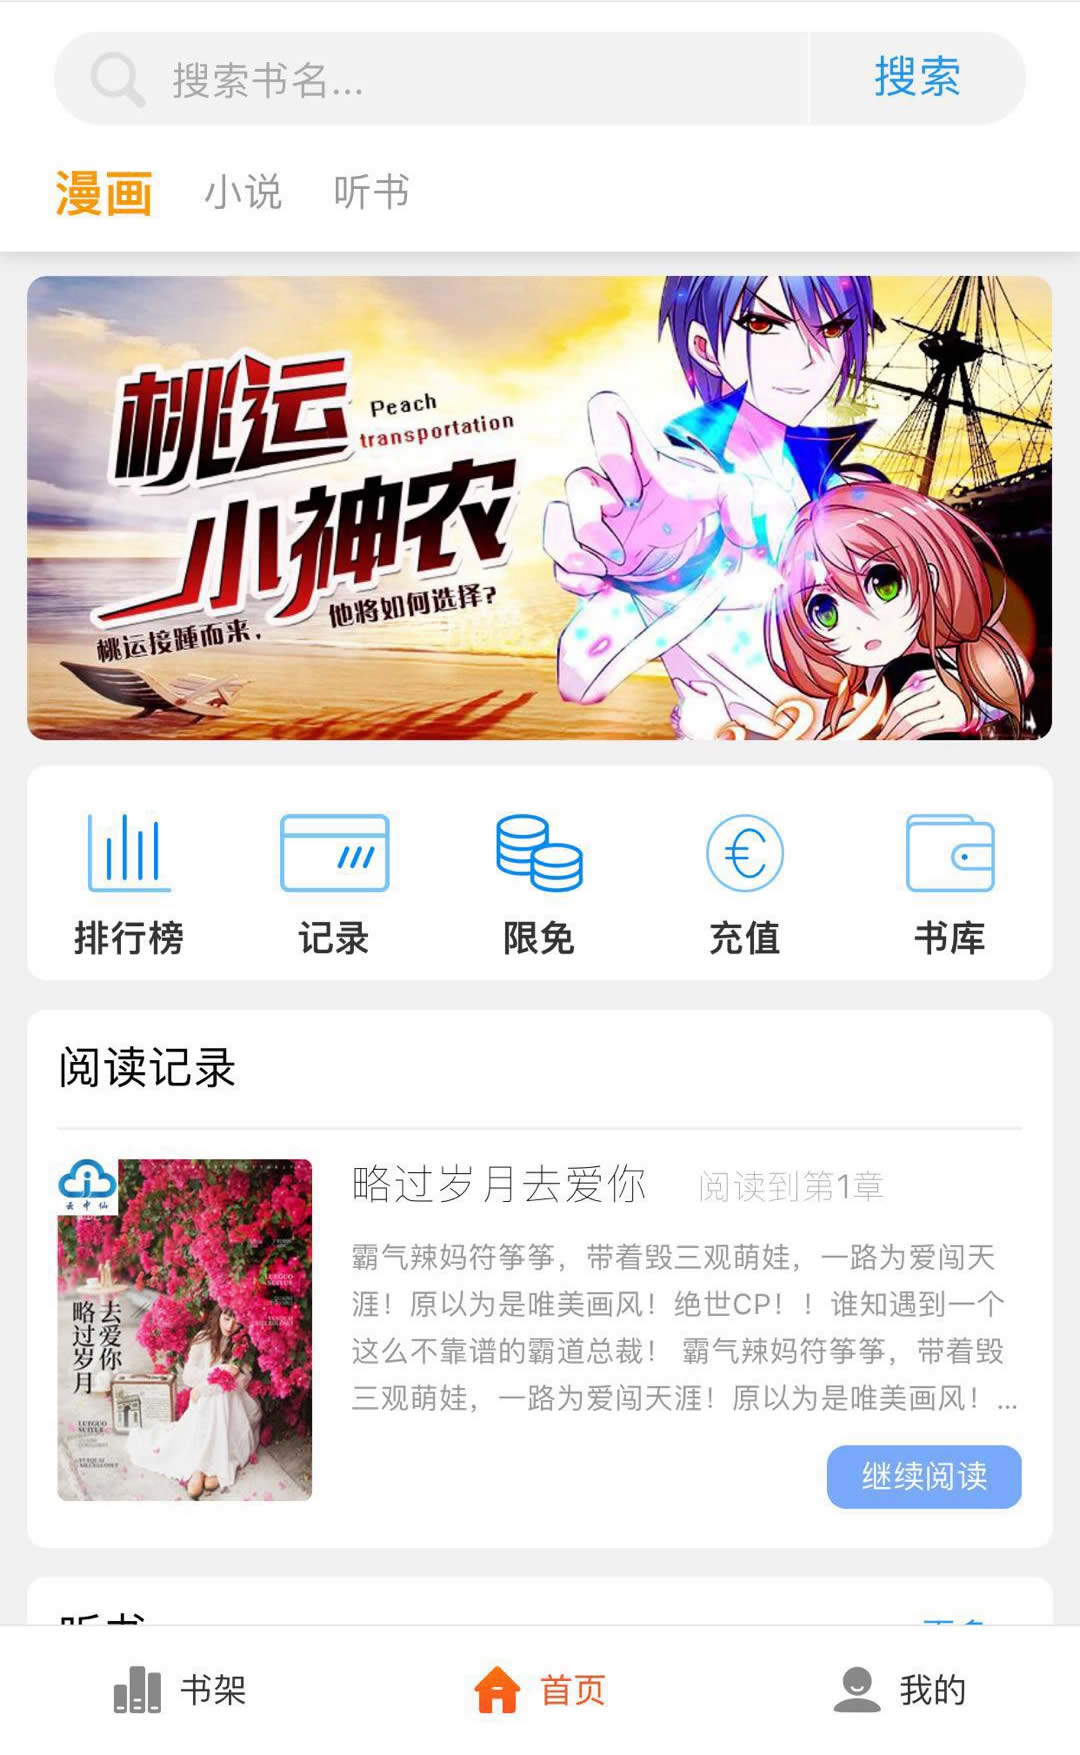 搜索书名...
搜索
漫画
小说
听书
桃运
Peach
transportation
小神农
桃运接踵而来，
他将如何选择?
排行榜
记录
限免
充值
书库
阅读记录
云中仙
去爱你
略过岁月
略过岁月去爱你
阅读到第1章
霸气辣妈符筝筝，带着毁三观萌娃，一路为爱闯天
涯！原以为是唯美画风！绝世CP！！谁知遇到一个
这么不靠谱的霸道总裁！ 霸气辣妈符筝筝，带着毁
三观萌娃，一路为爱闯天涯！原以为是唯美画风！...
继续阅读
听书
更多
书架
首页
我的